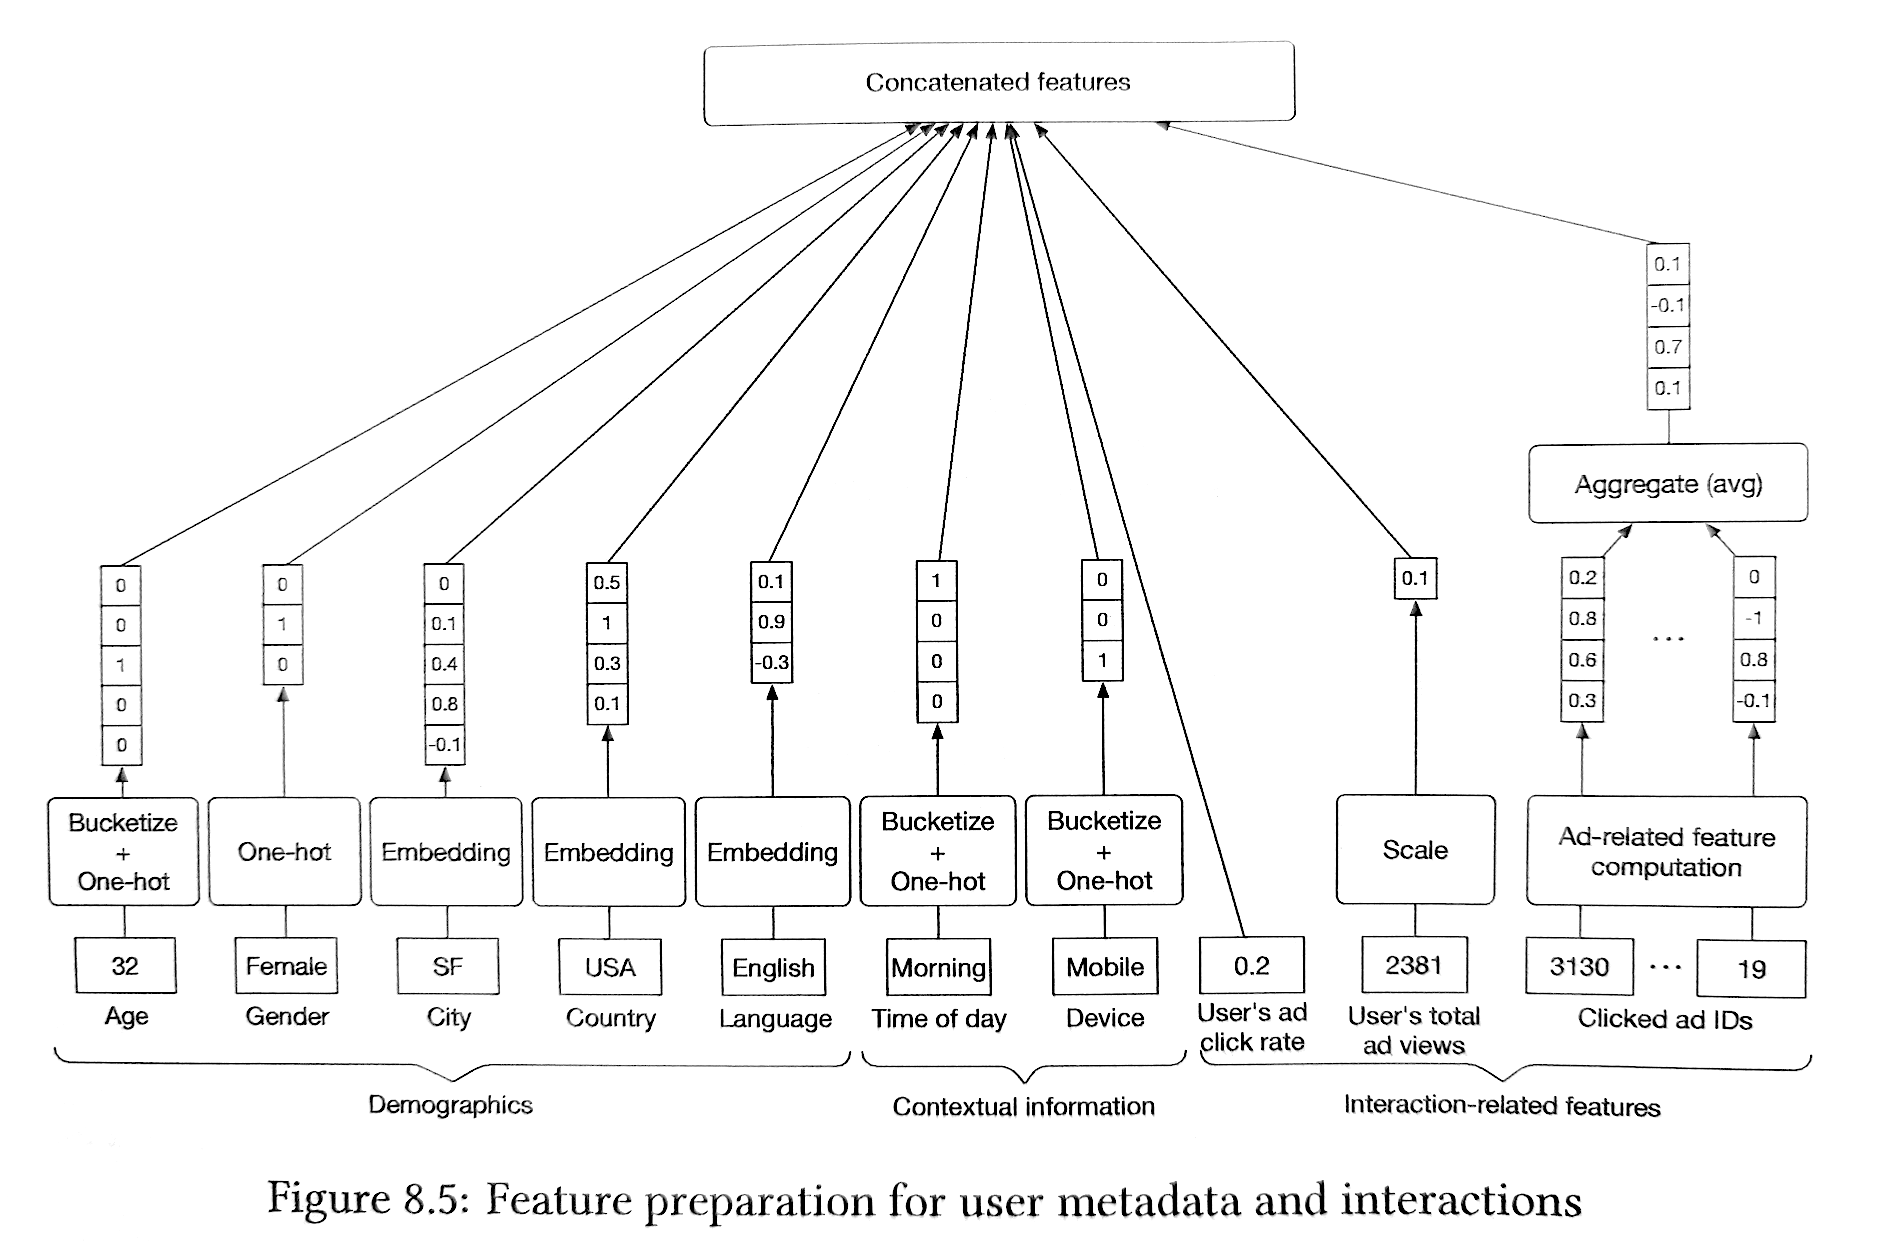 Concatenated features
0.1
-0.1
0.7
0.1
Aggregate (avg)
0
0
1
0
0
0
1
0
0
0.1
0.4
0.8
-0.1
0.5
1
0.3
0.1
0.1
0.9
-0.3
1
0
0
0
0
0
1
0.1
0.2
0.8
0.6
0.3
...
0
-1
0.8
-0.1
Bucketize
+
One-hot
One-hot
Embedding
Embedding
Embedding
Bucketize
+
One-hot
Bucketize
+
One-hot
Scale
Ad-related feature
computation
32
Female
SF
USA
English
Morning
Mobile
0.2
2381
3130
...
19
Age
Gender
City
Country
Language
Time of day
Device
User's ad
click rate
User's total
ad views
Clicked ad IDs
Demographics
Contextual information
Interaction-related features
Figure 8.5: Feature preparation for user metadata and interactions